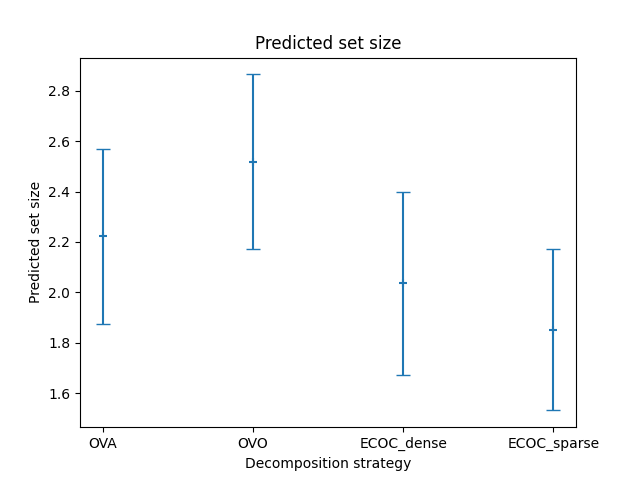 Predicted set size
Predicted set size
2.8
2.6
2.4
2.2
2.0
1.8
1.6
OVA
OVO
ECOC_dense
ECOC_sparse
Decomposition strategy